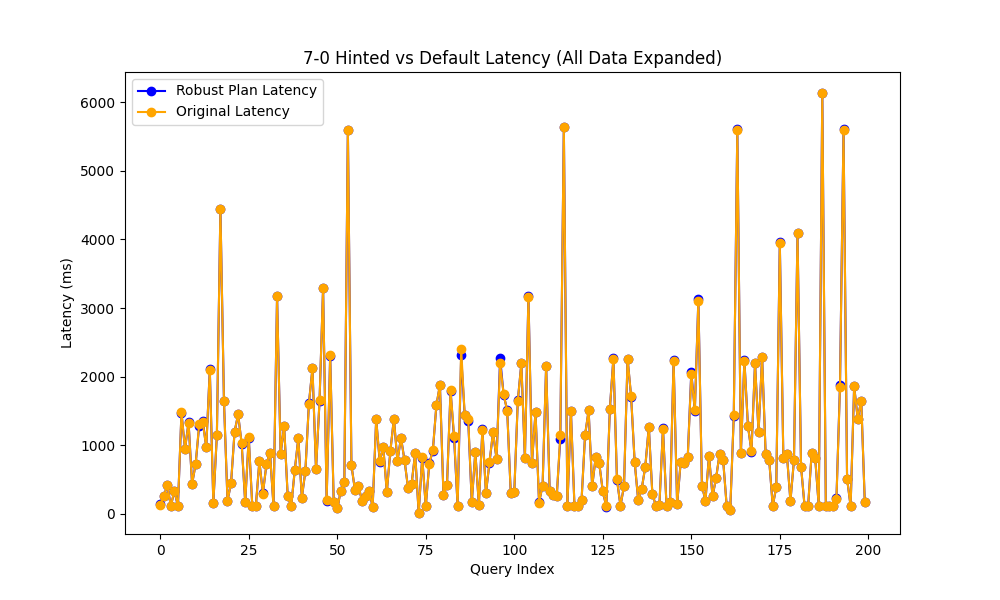 7-0 Hinted vs Default Latency (All Data Expanded)
Robust Plan Latency
Original Latency
Latency (ms)
6000
5000
4000
3000
2000
1000
0
0 25 50 75 100 125 150 175 200
Query Index